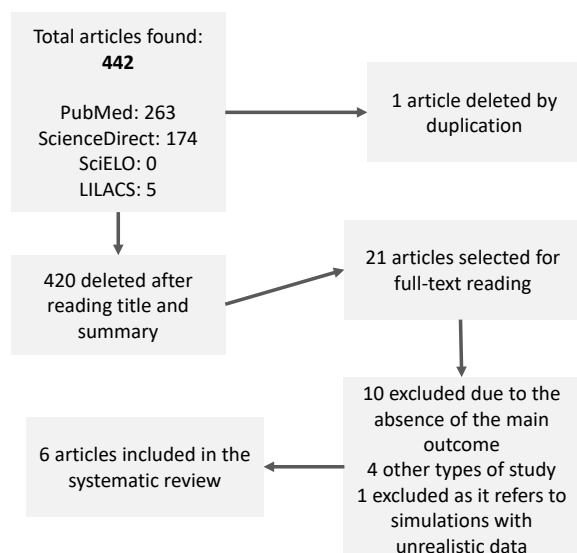 Total articles found:
442
PubMed: 263
ScienceDirect: 174
SciELO: 0
LILACS: 5
1 article deleted by
duplication
420 deleted after
reading title and
summary
21 articles selected for
full-text reading
10 excluded due to the
absence of the main
outcome
4 other types of study
1 excluded as it refers to
simulations with
unrealistic data
6 articles included in the
systematic review